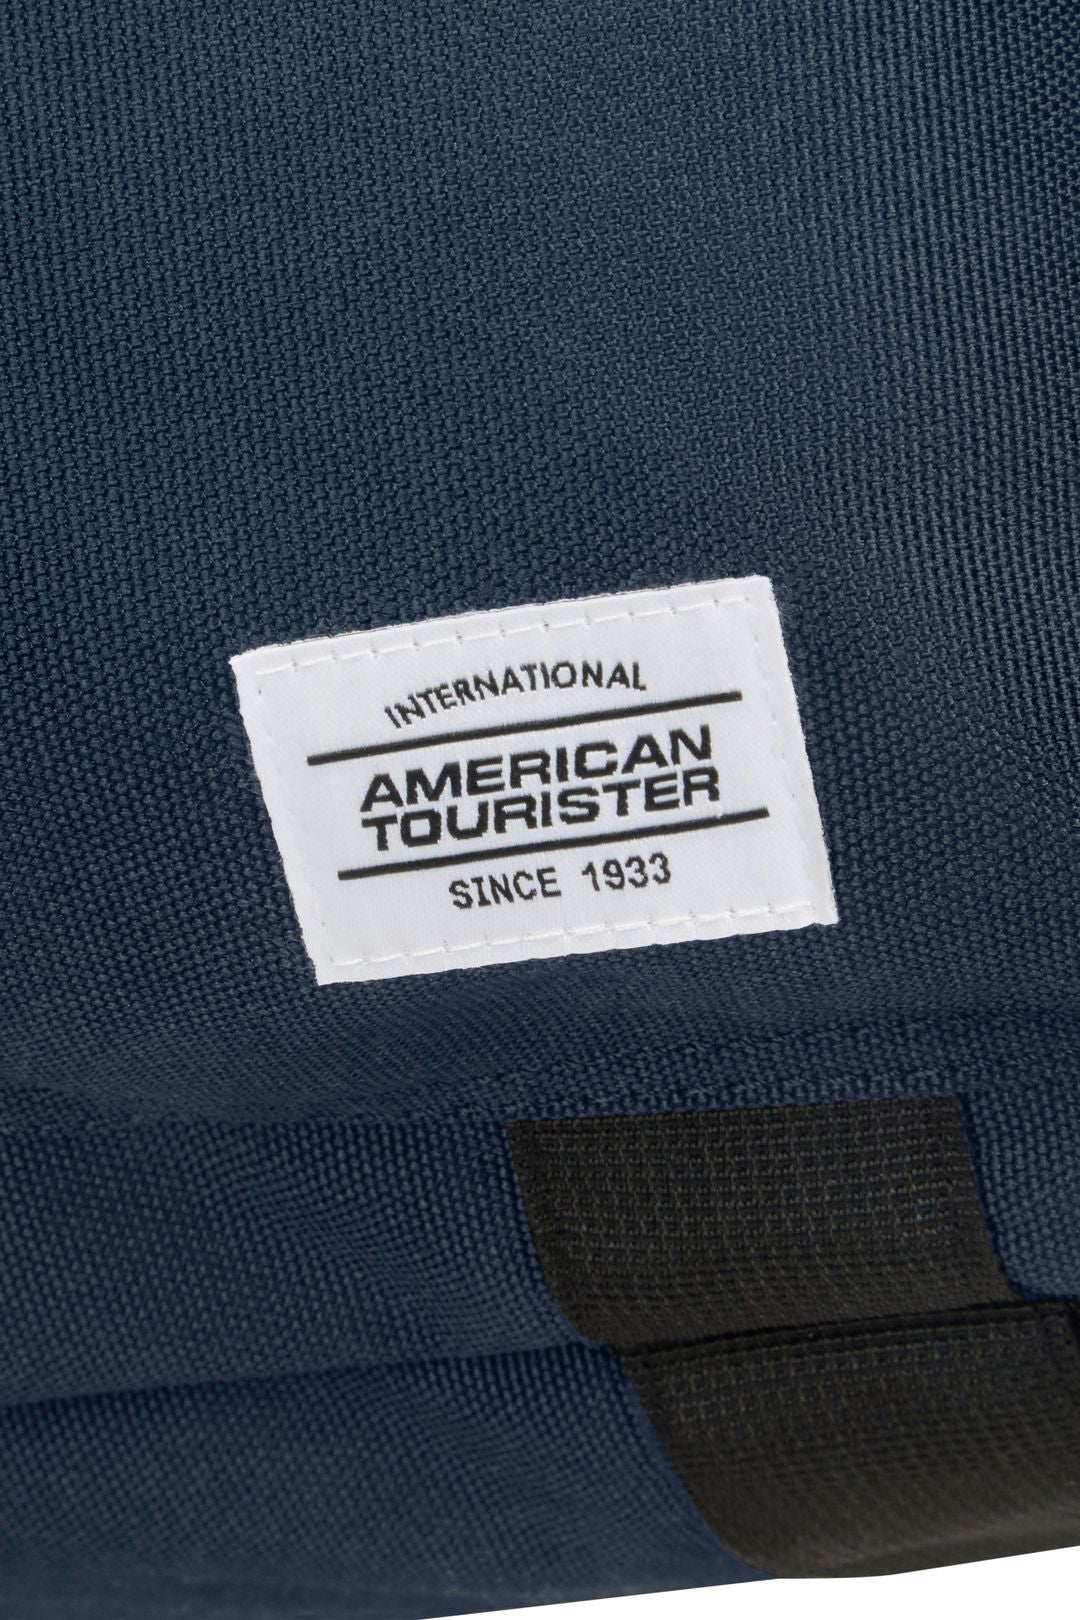 INTERNATIONAL
AMERICAN
TOURISTER
SINCE 1933